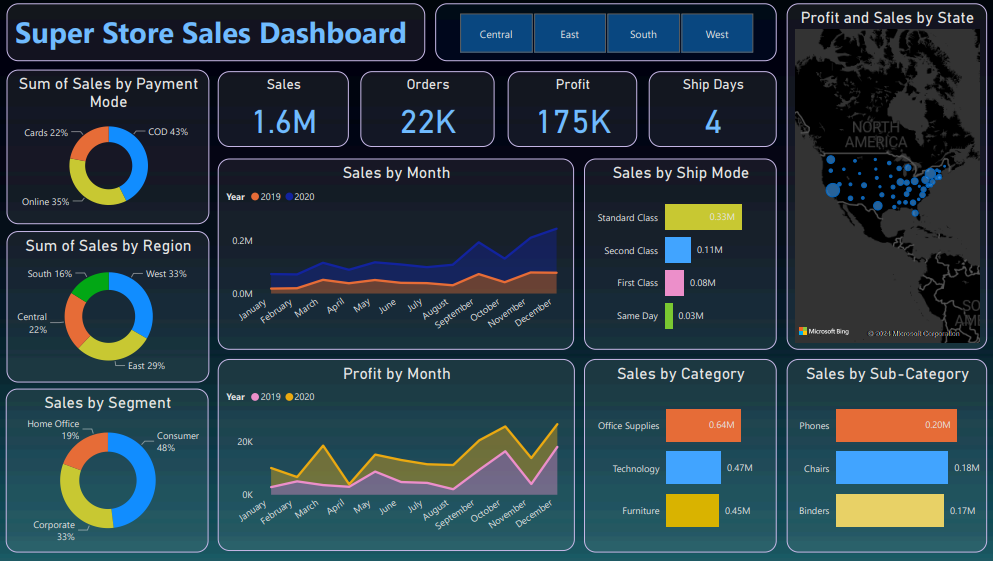 Super Store Sales Dashboard
Central
East
South
West
Profit and Sales by State
NORTH
AMERICA
SO
AM
Microsoft Bing
© 2021 Microsoft Corporation
Sum of Sales by Payment
Mode
Cards 22%
COD 43%
Online 35%
Sales
1.6M
Orders
22K
Profit
175K
Ship Days
4
Sales by Month
Year 2019 2020
0.2M
0.0M
January
February
March
April
May
June
July
August
September
October
November
December
Sales by Ship Mode
Standard Class 0.33M
Second Class 0.11M
First Class 0.08M
Same Day 0.03M
Sum of Sales by Region
South 16%
West 33%
Central
22%
East 29%
Sales by Segment
Home Office
19%
Consumer
48%
Corporate
33%
Profit by Month
Year 2019 2020
20K
0K
January
February
March
April
May
June
July
August
September
October
November
December
Sales by Category
Office Supplies 0.64M
Technology 0.47M
Furniture 0.45M
Sales by Sub-Category
Phones 0.20M
Chairs 0.18M
Binders 0.17M